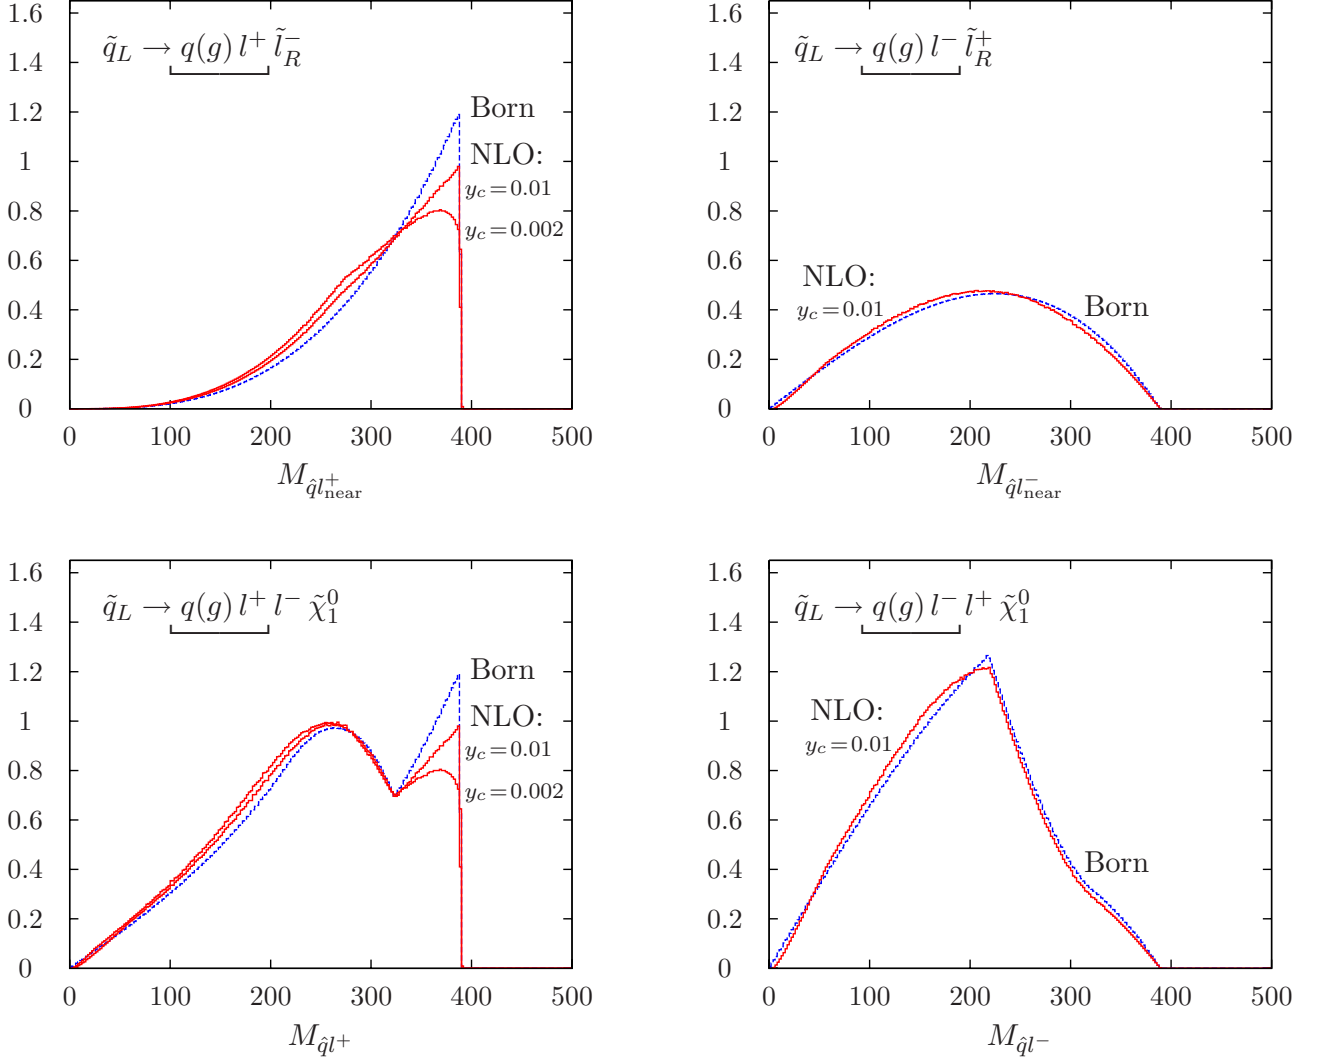 1.6
q̃_L → q(g) l⁺ l̃_R⁻
1.4
1.2
Born
1
NLO:
y_c=0.01
0.8
y_c=0.002
0.6
0.4
0.2
0
0 100 200 300 400 500
M_{q̂l⁺_near}
1.6
q̃_L → q(g) l⁻ l̃_R⁺
1.4
1.2
1
0.8
0.6
NLO:
0.4
y_c=0.01
Born
0.2
0
0 100 200 300 400 500
M_{q̂l⁻_near}
1.6
q̃_L → q(g) l⁺ l⁻ χ̃₁⁰
1.4
1.2
Born
1
NLO:
y_c=0.01
0.8
y_c=0.002
0.6
0.4
0.2
0
0 100 200 300 400 500
M_{q̂l⁺}
1.6
q̃_L → q(g) l⁻ l⁺ χ̃₁⁰
1.4
1.2
1
NLO:
y_c=0.01
0.8
0.6
0.4
Born
0.2
0
0 100 200 300 400 500
M_{q̂l⁻}